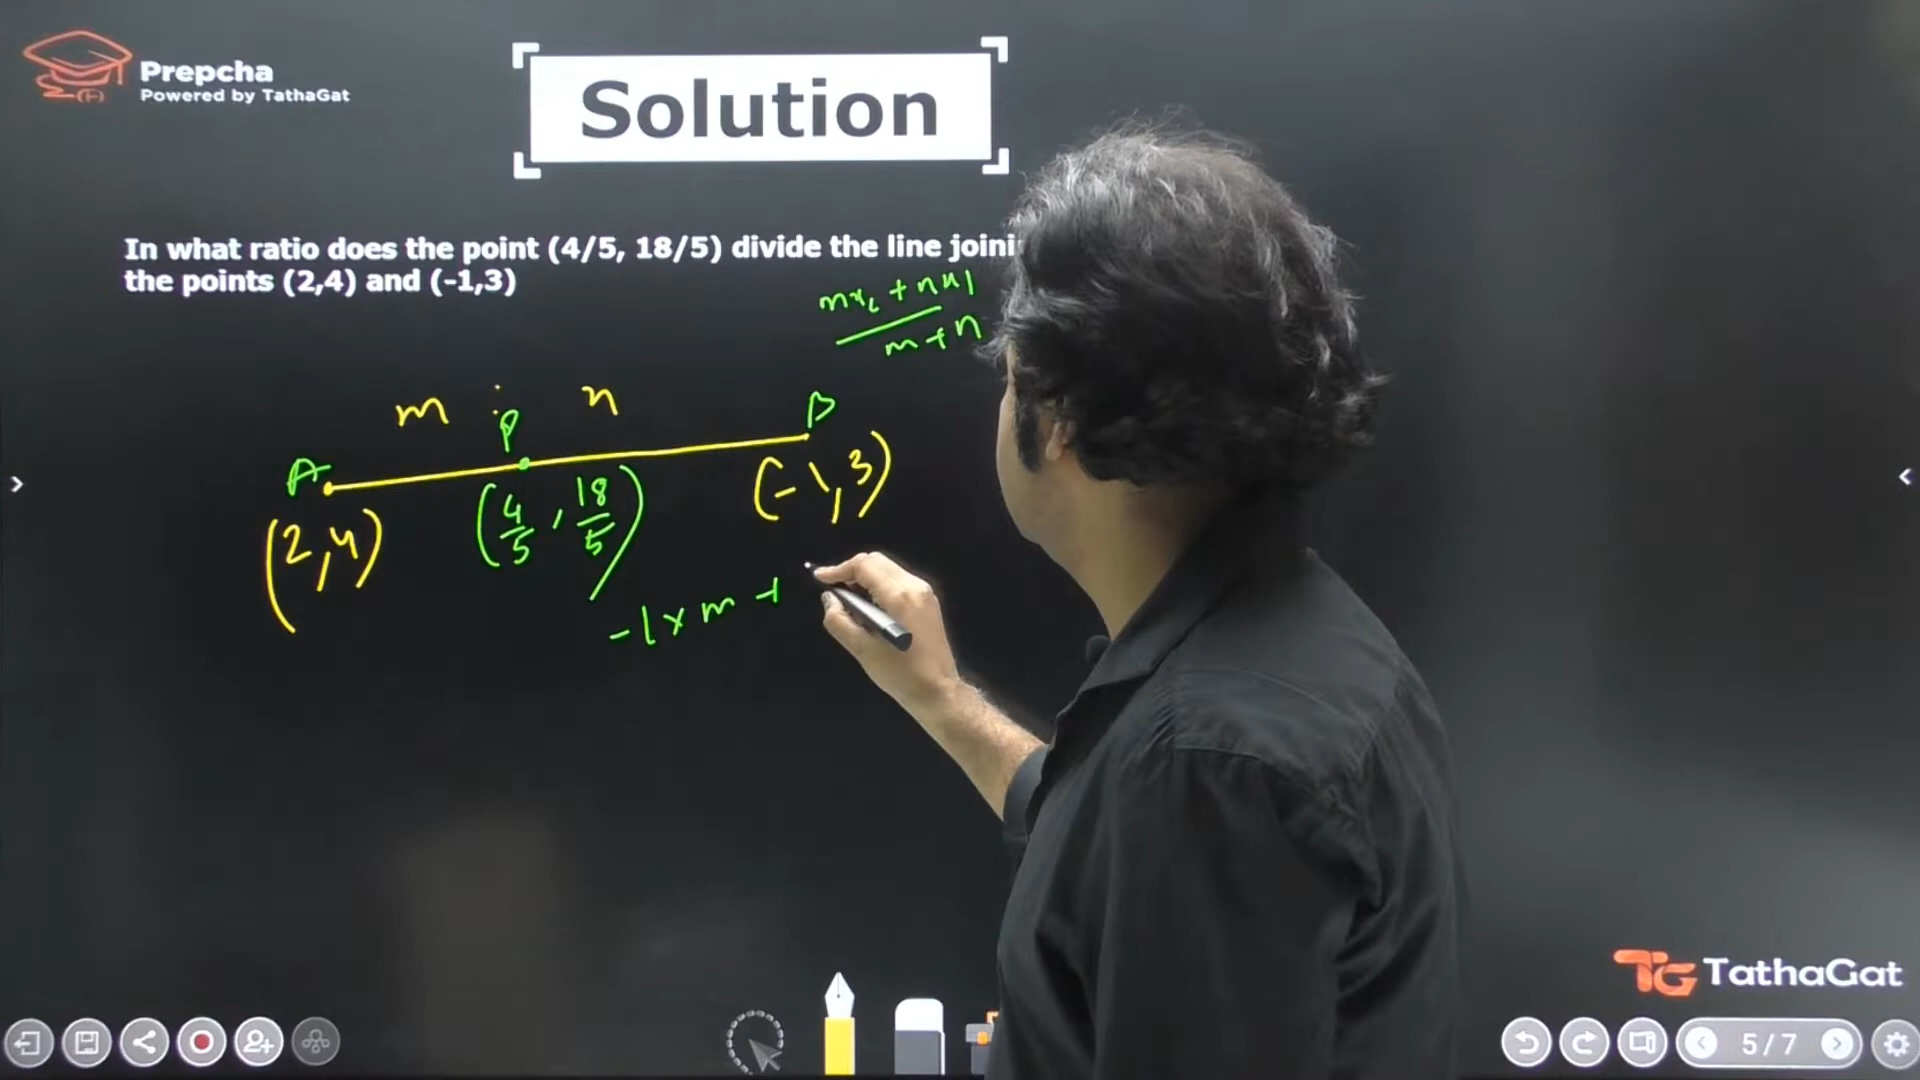 Prepcha
Powered by TathaGat
Solution
In what ratio does the point (4/5, 18/5) divide the line joini
the points (2,4) and (-1,3)
mx₂ + nx1
m + n
m : n
A P B
(2,4) (4/5, 18/5) (-1,3)
-1 x m +
TG TathaGat
5/7